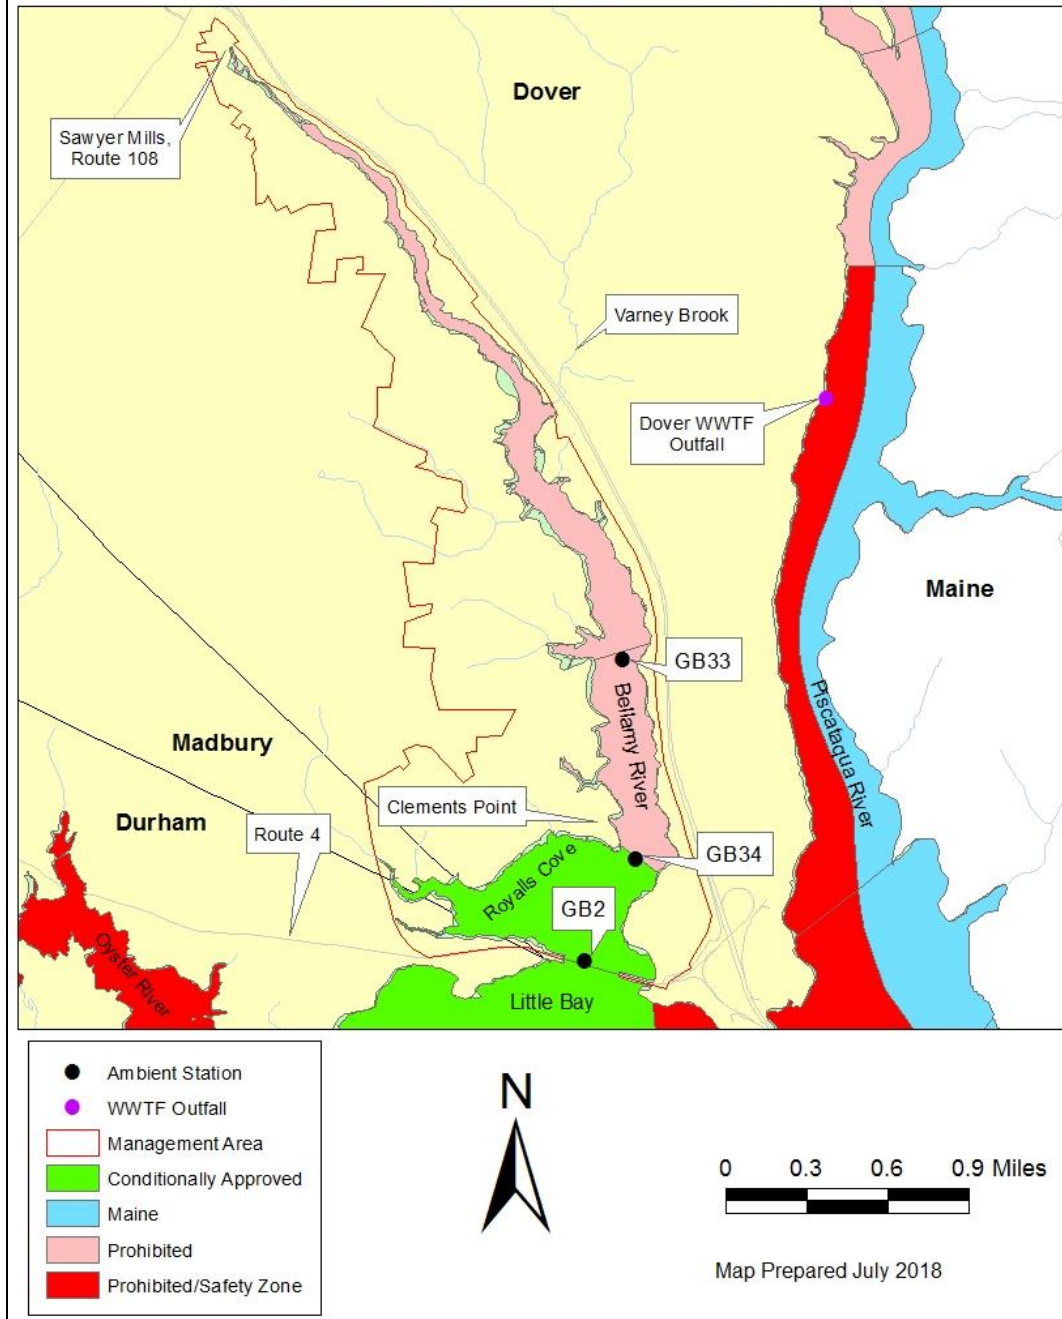 Dover
Sawyer Mills,
Route 108
Varney Brook
Dover WWTF
Outfall
Maine
GB33
Bellamy River
Piscataqua River
Madbury
Clements Point
Durham
Route 4
GB34
Royalls Cove
GB2
Oyster River
Little Bay
Ambient Station
WWTF Outfall
Management Area
Conditionally Approved
Maine
Prohibited
Prohibited/Safety Zone
N
0 0.3 0.6 0.9 Miles
Map Prepared July 2018